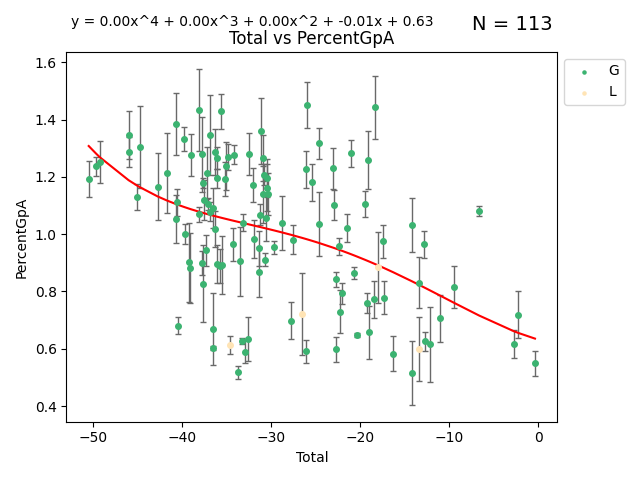 y = 0.00x^4 + 0.00x^3 + 0.00x^2 + -0.01x + 0.63
N = 113
Total vs PercentGpA
G
L
PercentGpA
1.6
1.4
1.2
1.0
0.8
0.6
0.4
−50
−40
−30
−20
−10
0
Total